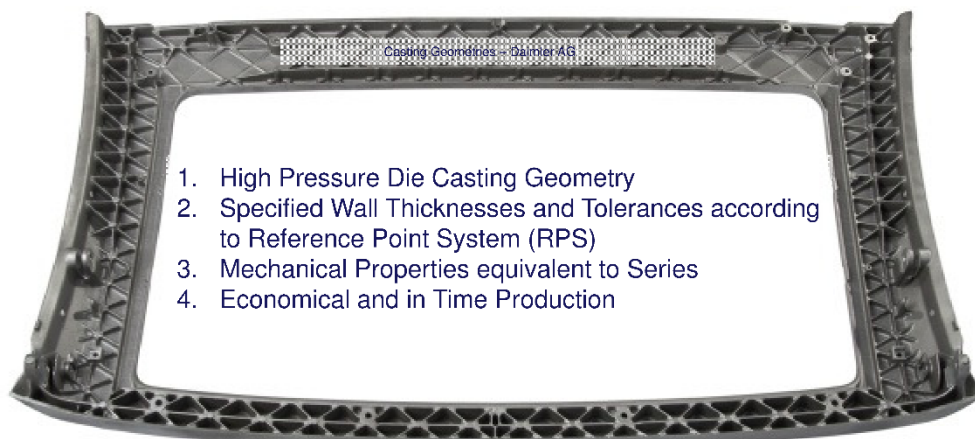 Casting Geometries – Daimler AG
1. High Pressure Die Casting Geometry
2. Specified Wall Thicknesses and Tolerances according
to Reference Point System (RPS)
3. Mechanical Properties equivalent to Series
4. Economical and in Time Production